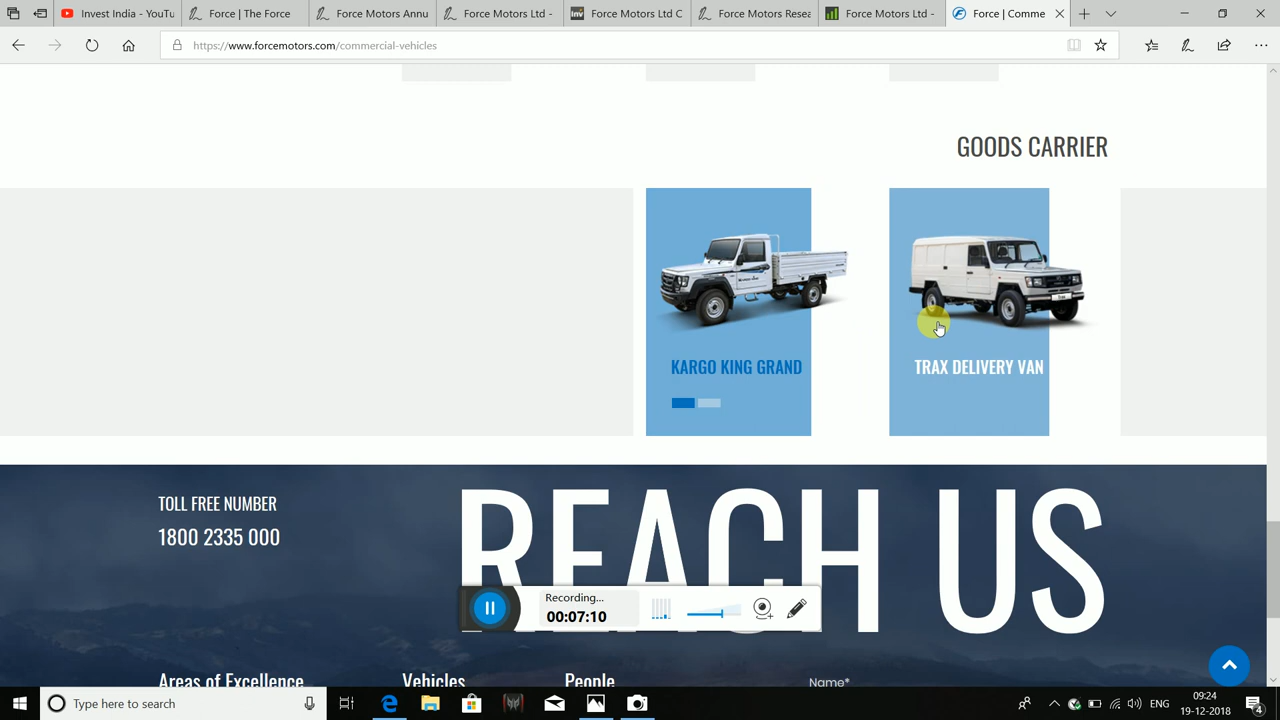 Invest India - YouTu
Force | The Force
Force Motors Annu
Force Motors Ltd -
Force Motors Ltd C
Force Motors Resea
Force Motors Ltd -
Force | Comme
https://www.forcemotors.com/commercial-vehicles
GOODS CARRIER
KARGO KING GRAND
TRAX DELIVERY VAN
TOLL FREE NUMBER
1800 2335 000
REACH US
Recording...
00:07:10
Areas of Excellence
Vehicles
People
Name*
Type here to search
ENG
09:24
19-12-2018
4